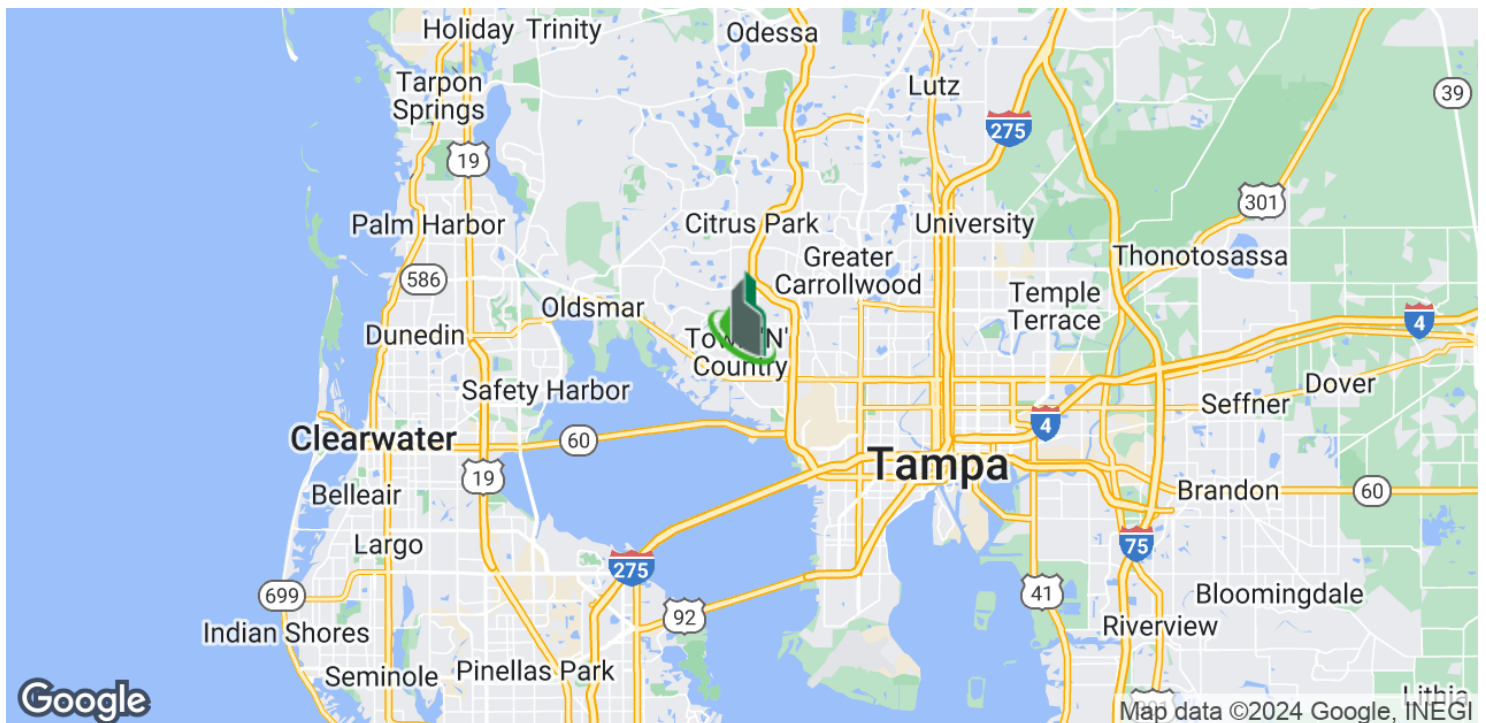 Holiday
Trinity
Odessa
Lutz
39
Tarpon
Springs
275
19
301
Palm Harbor
Citrus Park
University
Greater
Carrollwood
Thonotosassa
586
Oldsmar
Temple
Terrace
4
Dunedin
Country
Safety Harbor
Dover
Seffner
Clearwater
60
4
Tampa
19
Belleair
Brandon
60
Largo
75
275
699
41
Bloomingdale
92
Indian Shores
Riverview
Seminole
Pinellas Park
Google
Map data ©2024 Google, INEGI